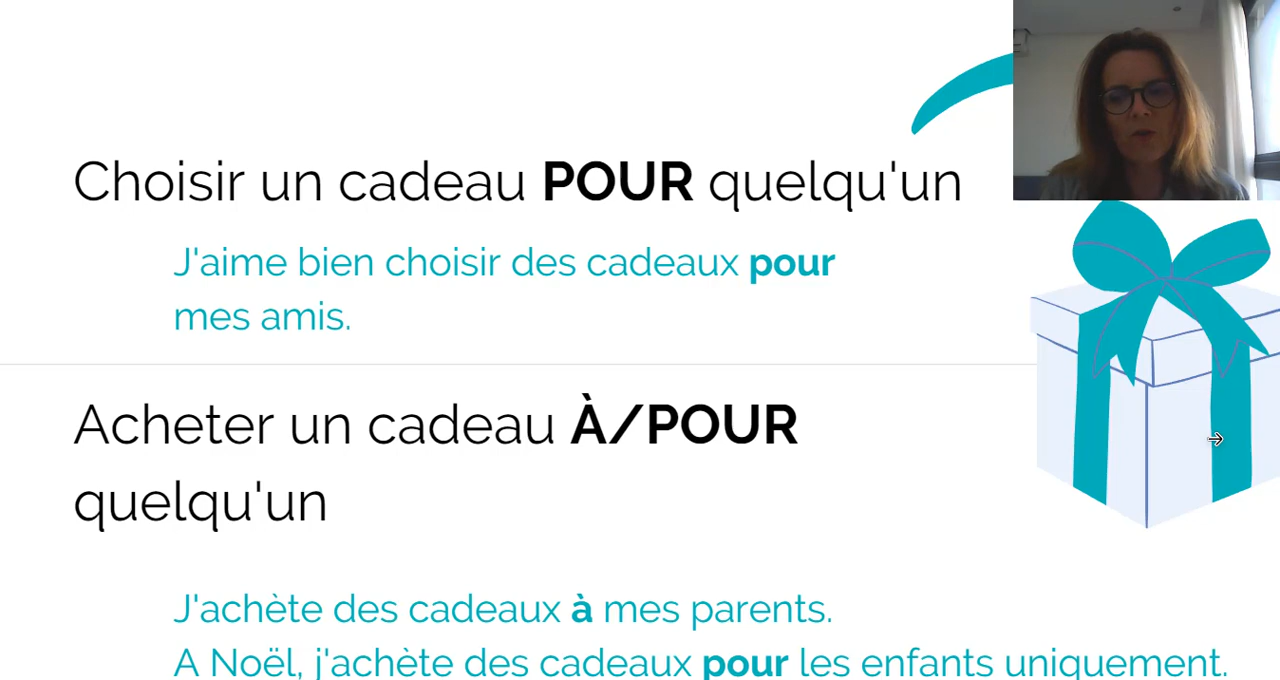 Choisir un cadeau POUR quelqu'un
J'aime bien choisir des cadeaux pour
mes amis.
Acheter un cadeau À/POUR
quelqu'un
J'achète des cadeaux à mes parents.
A Noël, j'achète des cadeaux pour les enfants uniquement.